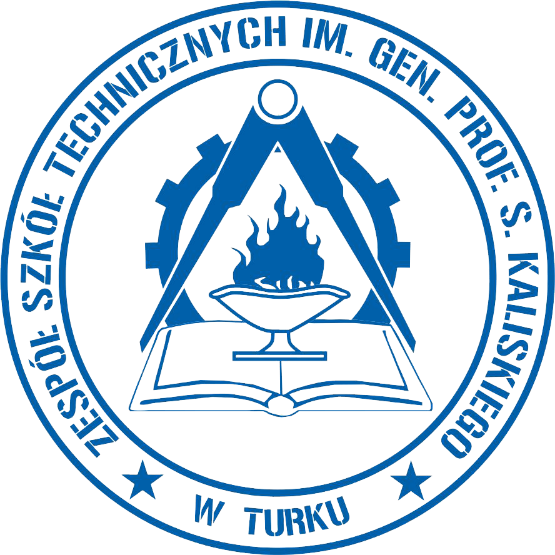 ZESPÓŁ SZKÓŁ TECHNICZNYCH IM. GEN. PROF. S. KALISKIEGO
W TURKU